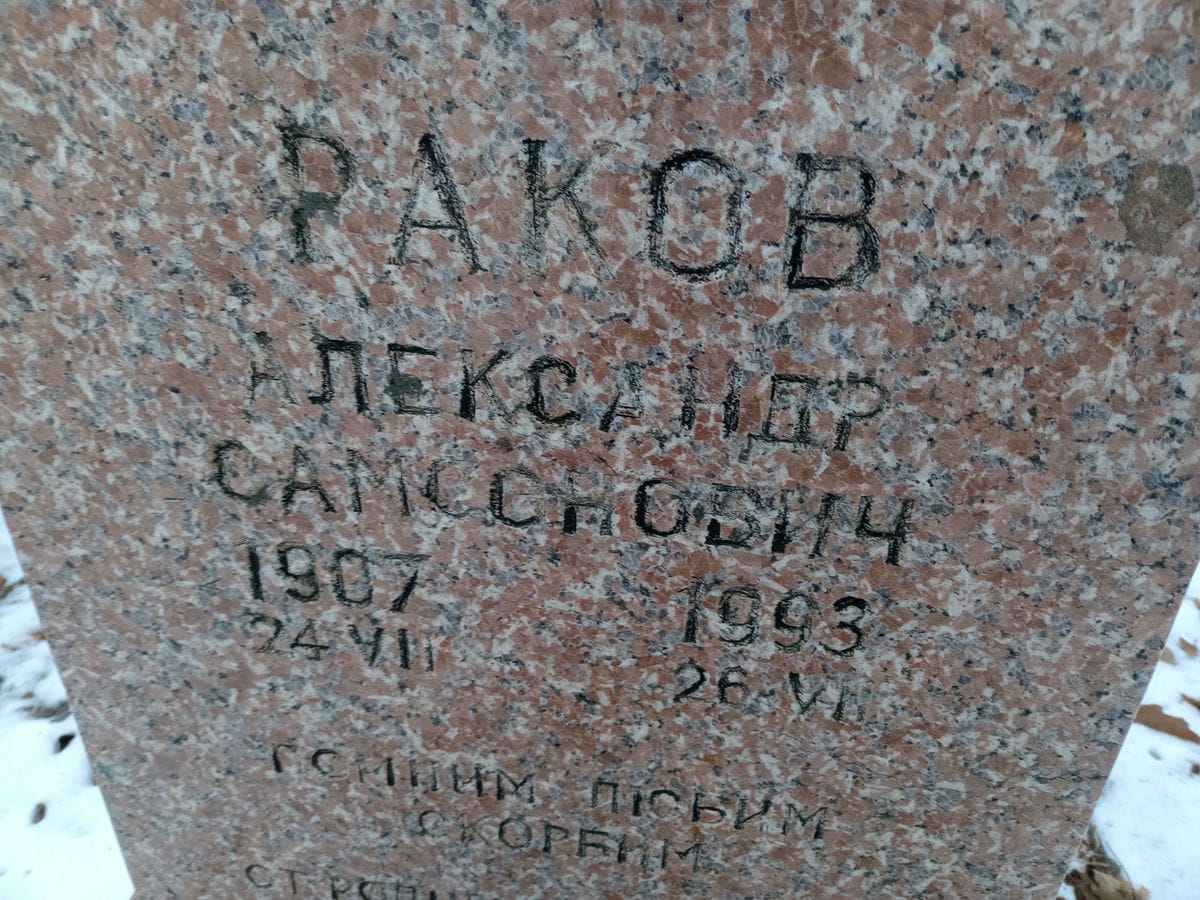 РАКОВ
АЛЕКСАНДР
САМСОНОВИЧ
1907 1993
24 VII 26 VII
ПОМНИМ ЛЮБИМ
СКОРБИМ